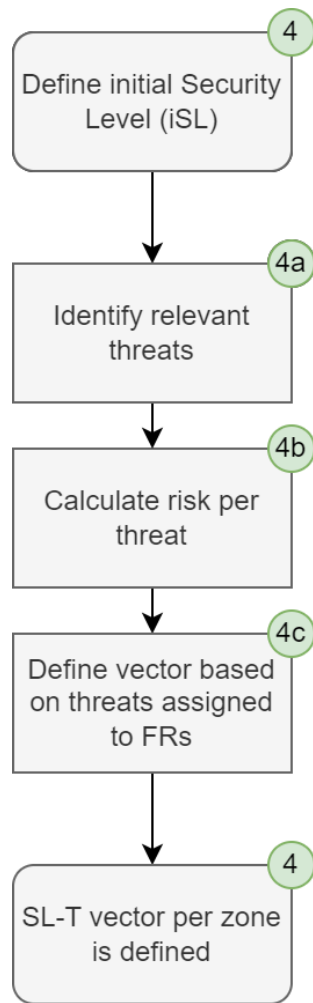 4
Define initial Security
Level (iSL)
4a
Identify relevant
threats
4b
Calculate risk per
threat
4c
Define vector based
on threats assigned
to FRs
4
SL-T vector per zone
is defined